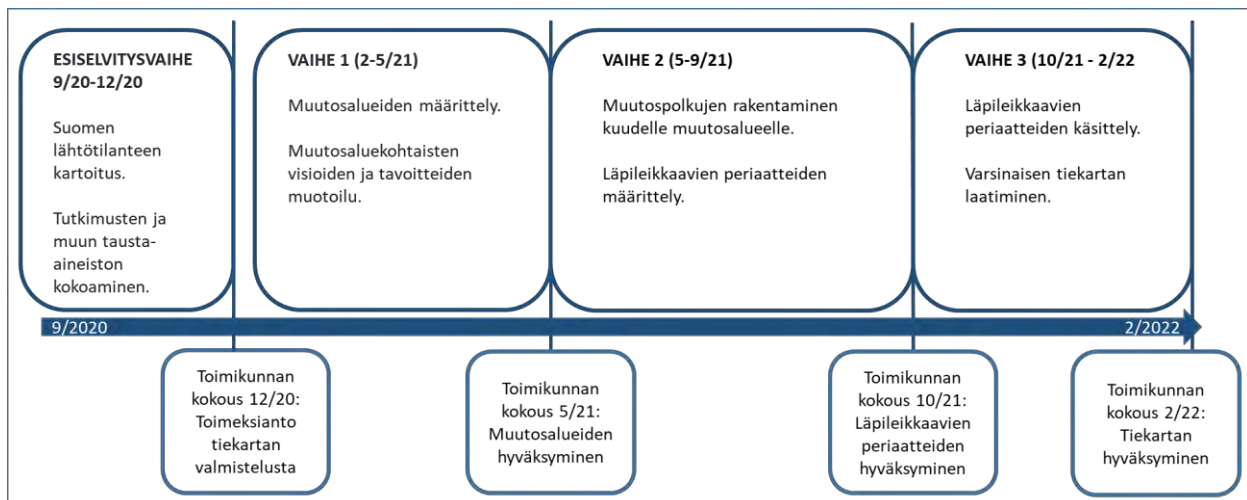 ESISELVITYSVAIHE
9/20-12/20
Suomen
lähtötilanteen
kartoitus.
Tutkimusten ja
muun tausta-
aineiston
kokoaminen.
VAIHE 1 (2-5/21)
Muutosalueiden määrittely.
Muutosaluekohtaisten
visioiden ja tavoitteiden
muotoilu.
VAIHE 2 (5-9/21)
Muutospolkujen rakentaminen
kuudelle muutosalueelle.
Läpileikkaavien periaatteiden
määrittely.
VAIHE 3 (10/21 - 2/22
Läpileikkaavien
periaatteiden käsittely.
Varsinaisen tiekartan
laatiminen.
9/2020
2/2022
Toimikunnan
kokous 12/20:
Toimeksianto
tiekartan
valmistelusta
Toimikunnan
kokous 5/21:
Muutosalueiden
hyväksyminen
Toimikunnan
kokous 10/21:
Läpileikkaavien
periaatteiden
hyväksyminen
Toimikunnan
kokous 2/22:
Tiekartan
hyväksyminen